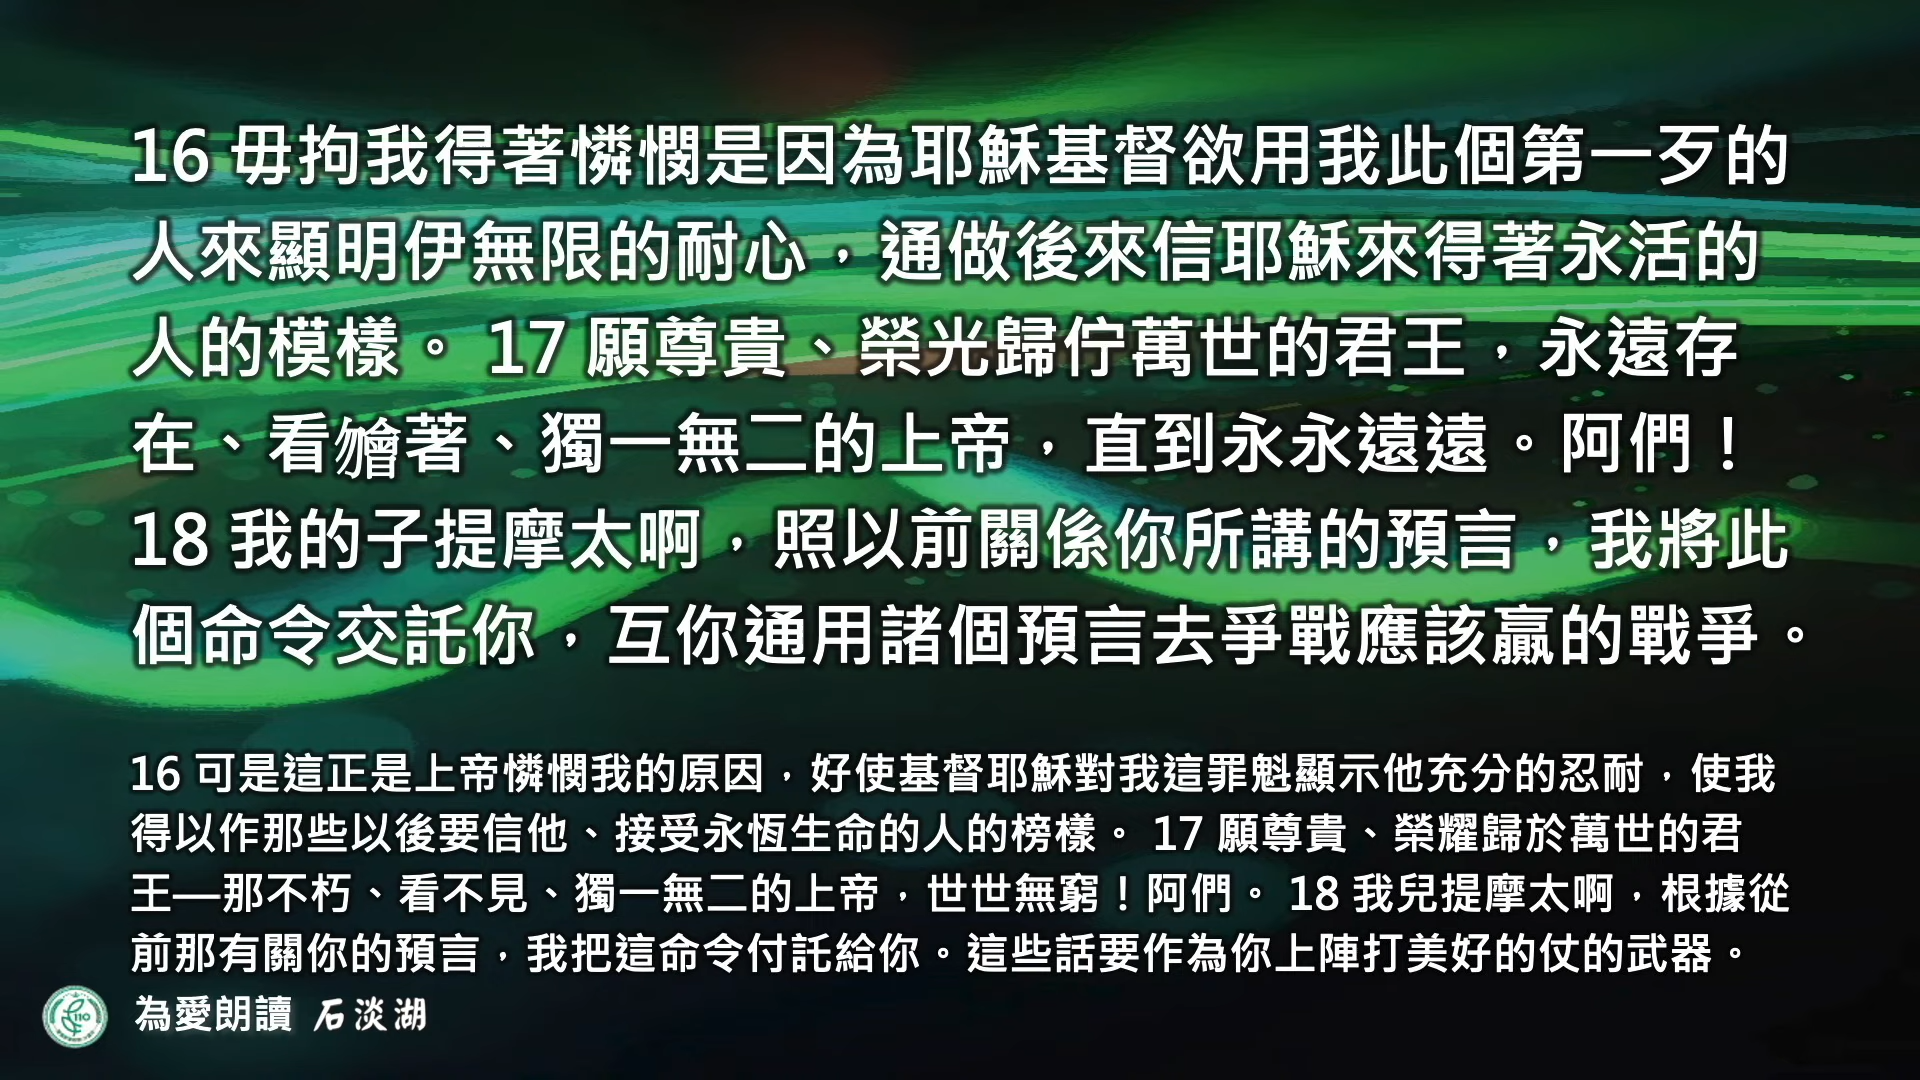 16 毋拘我得著憐憫是因為耶穌基督欲用我此個第一歹的
人來顯明伊無限的耐心，通做後來信耶穌來得著永活的
人的模樣。 17 願尊貴、榮光歸佇萬世的君王，永遠存
在、看𣍐著、獨一無二的上帝，直到永永遠遠。阿們！
18 我的子提摩太啊，照以前關係你所講的預言，我將此
個命令交託你，互你通用諸個預言去爭戰應該贏的戰爭。
16 可是這正是上帝憐憫我的原因，好使基督耶穌對我這罪魁顯示他充分的忍耐，使我
得以作那些以後要信他、接受永恆生命的人的榜樣。 17 願尊貴、榮耀歸於萬世的君
王—那不朽、看不見、獨一無二的上帝，世世無窮！阿們。 18 我兒提摩太啊，根據從
前那有關你的預言，我把這命令付託給你。這些話要作為你上陣打美好的仗的武器。
為愛朗讀 石淡湖
110